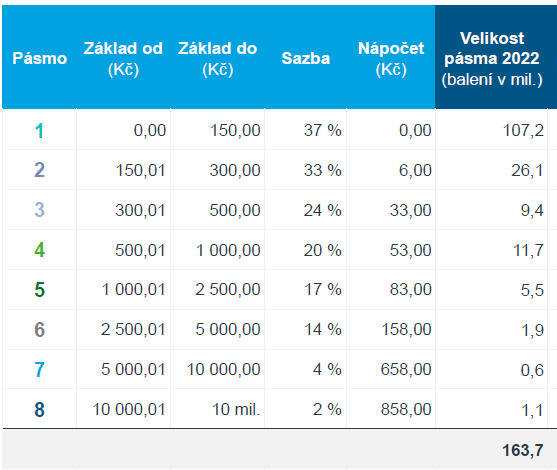 Pásmo Základ od (Kč) Základ do (Kč) Sazba Nápočet (Kč) Velikost pásma 2022 (balení v mil.)
1 0,00 150,00 37 % 0,00 107,2
2 150,01 300,00 33 % 6,00 26,1
3 300,01 500,00 24 % 33,00 9,4
4 500,01 1 000,00 20 % 53,00 11,7
5 1 000,01 2 500,00 17 % 83,00 5,5
6 2 500,01 5 000,00 14 % 158,00 1,9
7 5 000,01 10 000,00 4 % 658,00 0,6
8 10 000,01 10 mil. 2 % 858,00 1,1
163,7